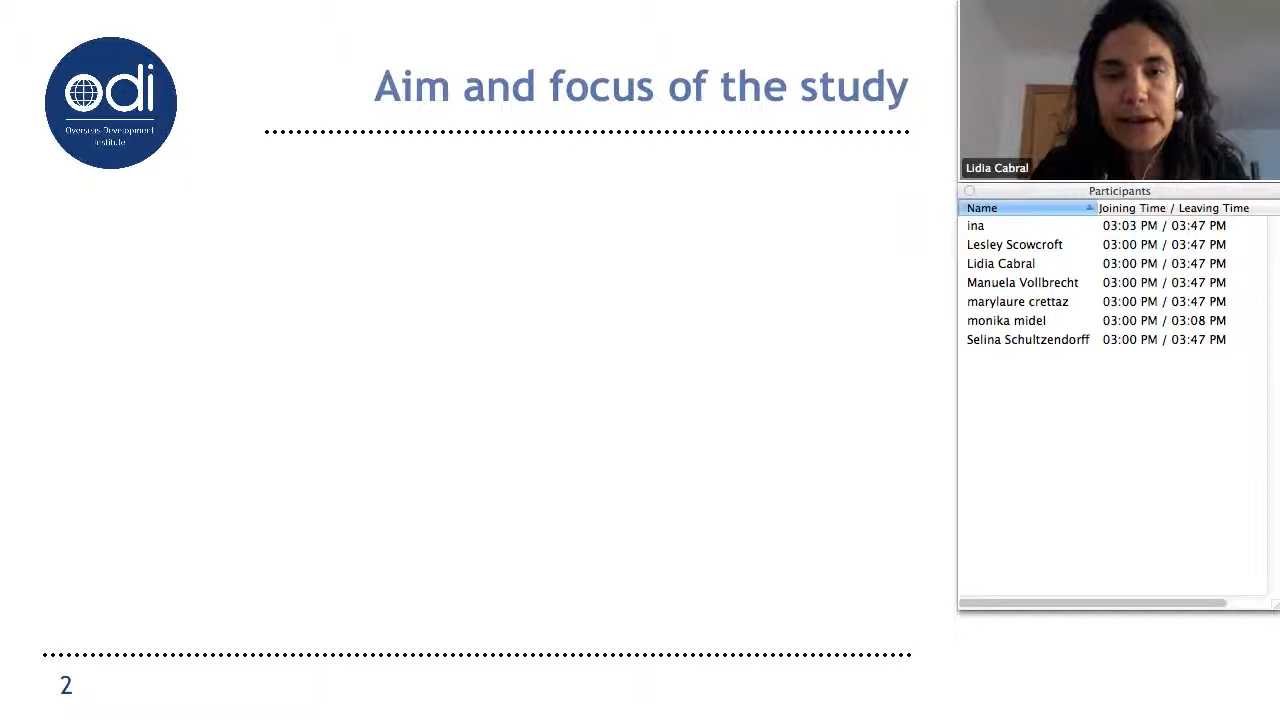 odi
Overseas Development
Institute
Aim and focus of the study
2
Lidia Cabral
Participants
Name Joining Time / Leaving Time
ina 03:03 PM / 03:47 PM
Lesley Scowcroft 03:00 PM / 03:47 PM
Lidia Cabral 03:00 PM / 03:47 PM
Manuela Vollbrecht 03:00 PM / 03:47 PM
marylaure crettaz 03:00 PM / 03:47 PM
monika midel 03:00 PM / 03:08 PM
Selina Schultzendorff 03:00 PM / 03:47 PM